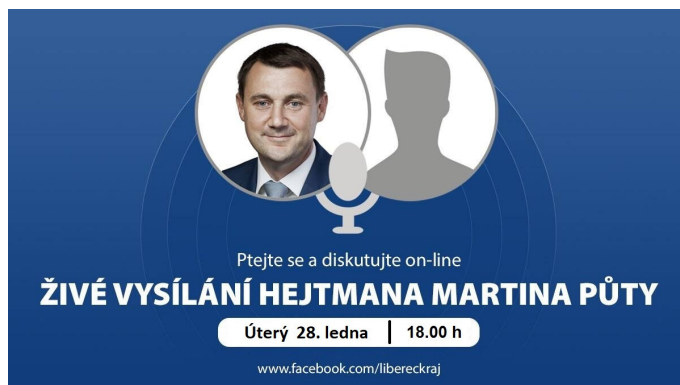 Ptejte se a diskutujte on-line
ŽIVÉ VYSÍLÁNÍ HEJTMANA MARTINA PŮTY
Úterý 28. ledna | 18.00 h
www.facebook.com/libereckraj